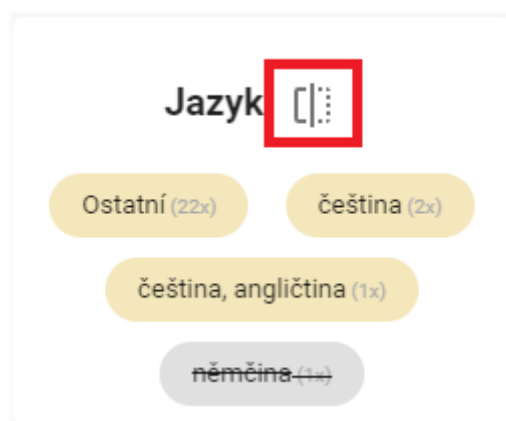 Jazyk
Ostatní (22x) čeština (2x)
čeština, angličtina (1x)
němčina (1x)